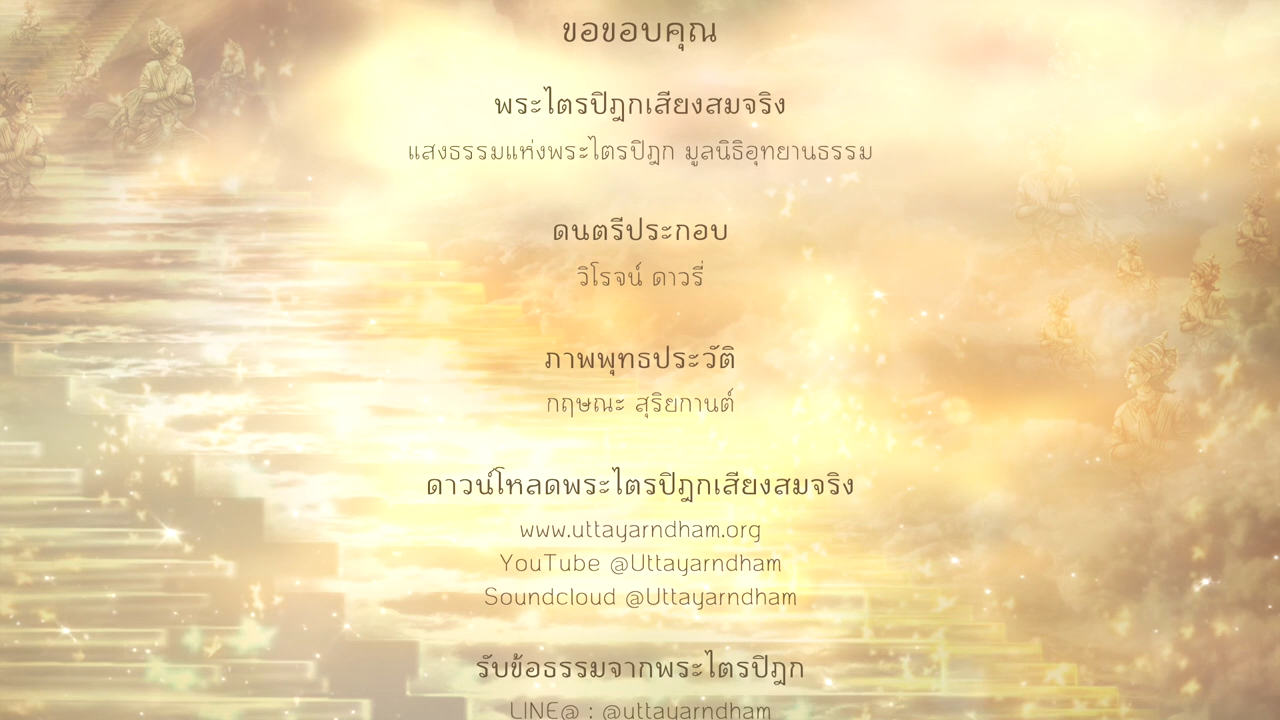 ขอขอบคุณ
พระไตรปิฎกเสียงสมจริง
แสงธรรมแห่งพระไตรปิฎก มูลนิธิอุทยานธรรม
ดนตรีประกอบ
วิโรจน์ ดาวรี่
ภาพพุทธประวัติ
กฤษณะ สุริยกานต์
ดาวน์โหลดพระไตรปิฎกเสียงสมจริง
www.uttayarndham.org
YouTube @Uttayarndham
Soundcloud @Uttayarndham
รับข้อธรรมจากพระไตรปิฎก
LINE@ : @uttayarndham